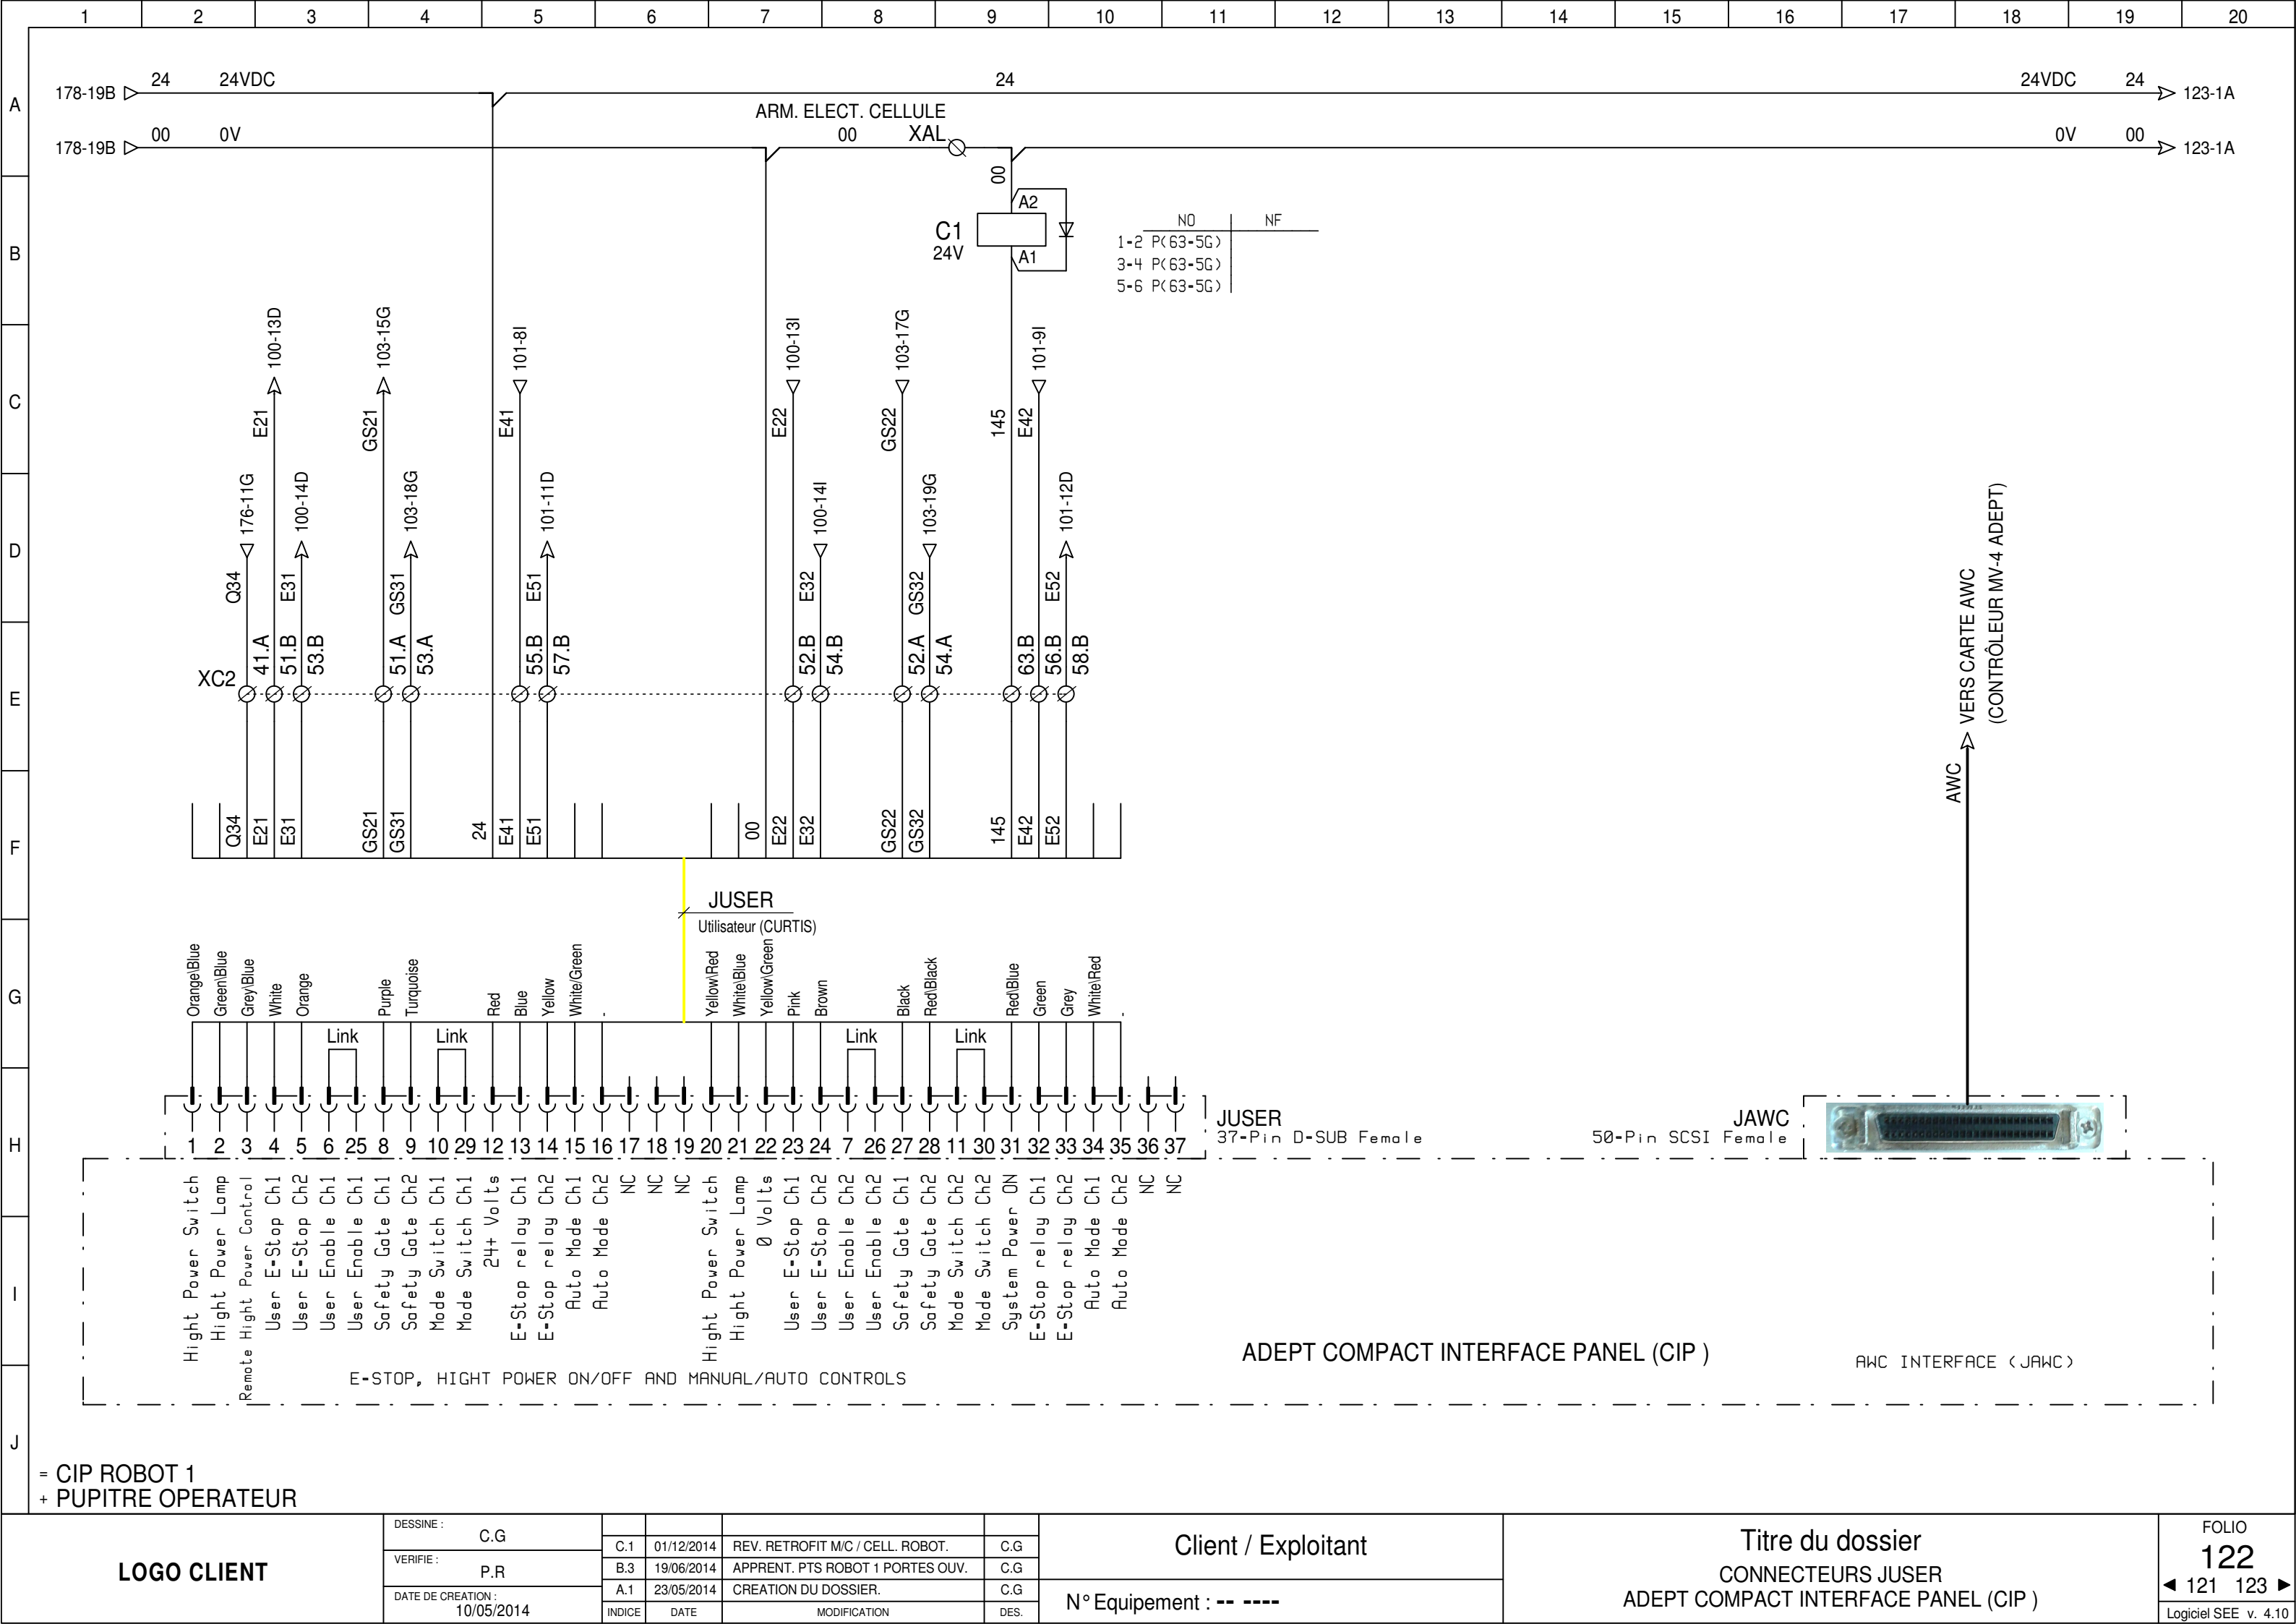 1 2 3 4 5 6 7 8 9 10 11 12 13 14 15 16 17 18 19 20
A
B
C
D
E
F
G
H
I
J
178-19B 24 24VDC 24 24VDC 24 123-1A
ARM. ELECT. CELLULE
178-19B 00 0V 00 XAL 0V 00 123-1A
00
A2
C1
24V
A1
NO NF
1-2 P(63-5G)
3-4 P(63-5G)
5-6 P(63-5G)
100-13D
103-15G
101-8I
100-13I
103-17G
101-9I
E21
GS21
E41
E22
GS22
145
E42
176-11G
100-14D
103-18G
101-11D
100-14I
103-19G
101-12D
Q34
E31
GS31
E51
E32
GS32
E52
XC2
41.A
51.B
53.B
51.A
53.A
55.B
57.B
52.B
54.B
52.A
54.A
63.B
56.B
58.B
Q34
E21
E31
GS21
GS31
24
E41
E51
00
E22
E32
GS22
GS32
145
E42
E52
VERS CARTE AWC
(CONTRÔLEUR MV-4 ADEPT)
AWC
JUSER
Utilisateur (CURTIS)
Orange\Blue
Green\Blue
Grey\Blue
White
Orange
Purple
Turquoise
Red
Blue
Yellow
White/Green
-
Yellow\Red
White\Blue
Yellow\Green
Pink
Brown
Black
Red\Black
Red\Blue
Green
Grey
White\Red
-
Link Link Link Link
1 2 3 4 5 6 25 8 9 10 29 12 13 14 15 16 17 18 19 20 21 22 23 24 7 26 27 28 11 30 31 32 33 34 35 36 37
JUSER
37-Pin D-SUB Female
JAWC
50-Pin SCSI Female
Hight Power Switch
Hight Power Lamp
Remote Hight Power Control
User E-Stop Ch1
User E-Stop Ch2
User Enable Ch1
User Enable Ch1
Safety Gate Ch1
Safety Gate Ch2
Mode Switch Ch1
Mode Switch Ch1
24+ Volts
E-Stop relay Ch1
E-Stop relay Ch2
Auto Mode Ch1
Auto Mode Ch2
NC
NC
NC
Hight Power Switch
Hight Power Lamp
0 Volts
User E-Stop Ch1
User E-Stop Ch2
User Enable Ch2
User Enable Ch2
Safety Gate Ch1
Safety Gate Ch2
Mode Switch Ch2
Mode Switch Ch2
System Power ON
E-Stop relay Ch1
E-Stop relay Ch2
Auto Mode Ch1
Auto Mode Ch2
NC
NC
ADEPT COMPACT INTERFACE PANEL (CIP )
AWC INTERFACE (JAWC)
E-STOP, HIGHT POWER ON/OFF AND MANUAL/AUTO CONTROLS
= CIP ROBOT 1
+ PUPITRE OPERATEUR
LOGO CLIENT
DESSINE :
C.G
VERIFIE :
P.R
DATE DE CREATION :
10/05/2014
C.1 01/12/2014 REV. RETROFIT M/C / CELL. ROBOT. C.G
B.3 19/06/2014 APPRENT. PTS ROBOT 1 PORTES OUV. C.G
A.1 23/05/2014 CREATION DU DOSSIER. C.G
INDICE DATE MODIFICATION DES.
Client / Exploitant
N° Equipement : -- ----
Titre du dossier
CONNECTEURS JUSER
ADEPT COMPACT INTERFACE PANEL (CIP )
FOLIO
122
121 123
Logiciel SEE v. 4.10